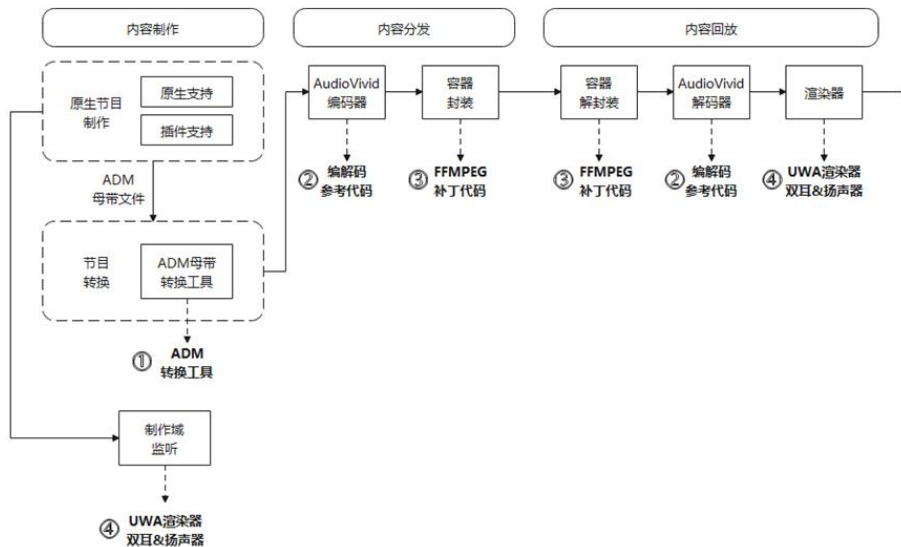 内容制作
内容分发
内容回放
原生节目
制作
原生支持
插件支持
ADM
母带文件
节目
转换
ADM母带
转换工具
① ADM
转换工具
制作域
监听
④ UWA渲染器
双耳&扬声器
AudioVivid
编码器
② 编解码
参考代码
容器
封装
③ FFMPEG
补丁代码
容器
解封装
③ FFMPEG
补丁代码
AudioVivid
解码器
② 编解码
参考代码
渲染器
④ UWA渲染器
双耳&扬声器